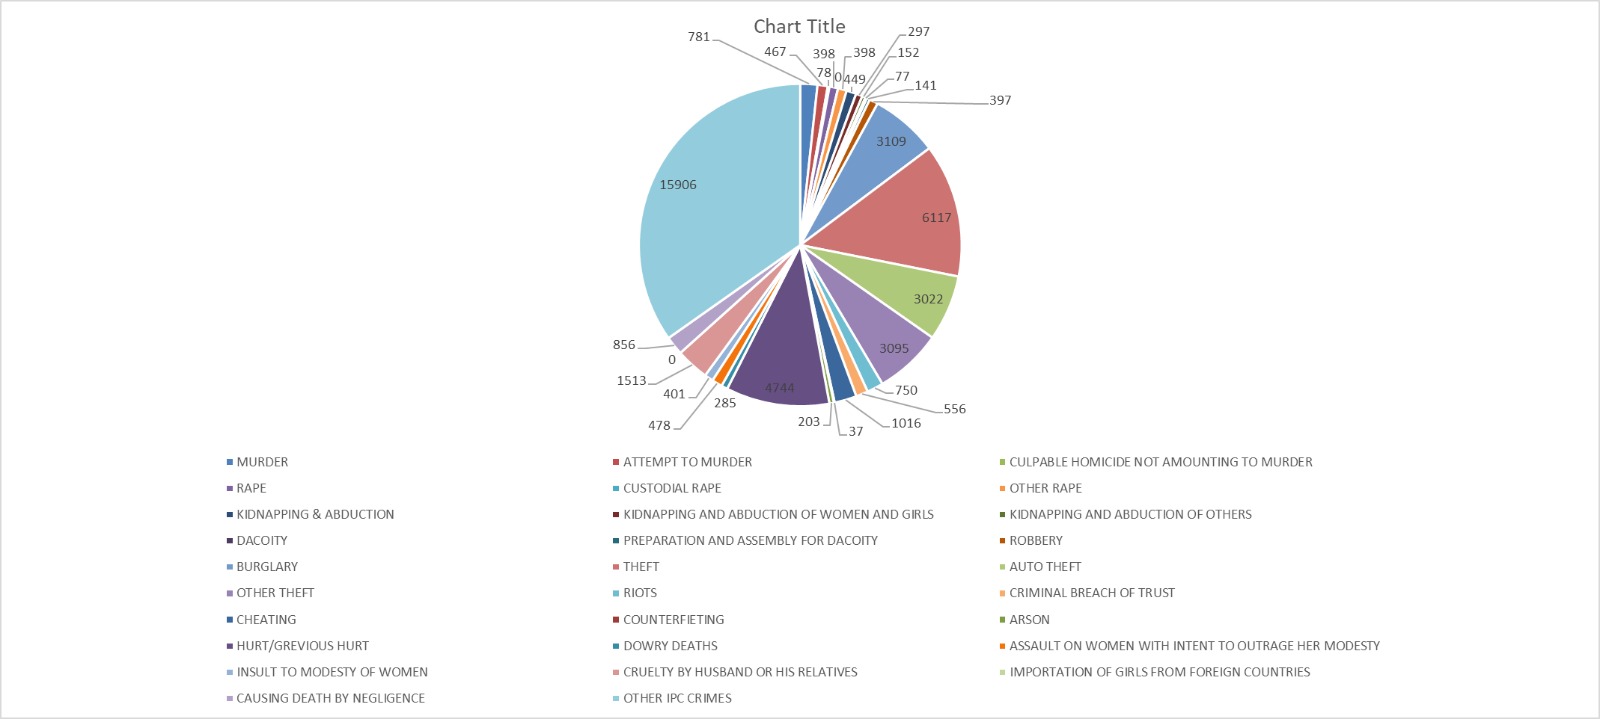 Chart Title
781
467
398
398
297
152
78
0
449
77
141
397
3109
15906
6117
3022
3095
856
0
1513
401
478
285
4744
203
37
1016
556
750
MURDER
ATTEMPT TO MURDER
CULPABLE HOMICIDE NOT AMOUNTING TO MURDER
RAPE
CUSTODIAL RAPE
OTHER RAPE
KIDNAPPING & ABDUCTION
KIDNAPPING AND ABDUCTION OF WOMEN AND GIRLS
KIDNAPPING AND ABDUCTION OF OTHERS
DACOITY
PREPARATION AND ASSEMBLY FOR DACOITY
ROBBERY
BURGLARY
THEFT
AUTO THEFT
OTHER THEFT
RIOTS
CRIMINAL BREACH OF TRUST
CHEATING
COUNTERFIETING
ARSON
HURT/GREVIOUS HURT
DOWRY DEATHS
ASSAULT ON WOMEN WITH INTENT TO OUTRAGE HER MODESTY
INSULT TO MODESTY OF WOMEN
CRUELTY BY HUSBAND OR HIS RELATIVES
IMPORTATION OF GIRLS FROM FOREIGN COUNTRIES
CAUSING DEATH BY NEGLIGENCE
OTHER IPC CRIMES